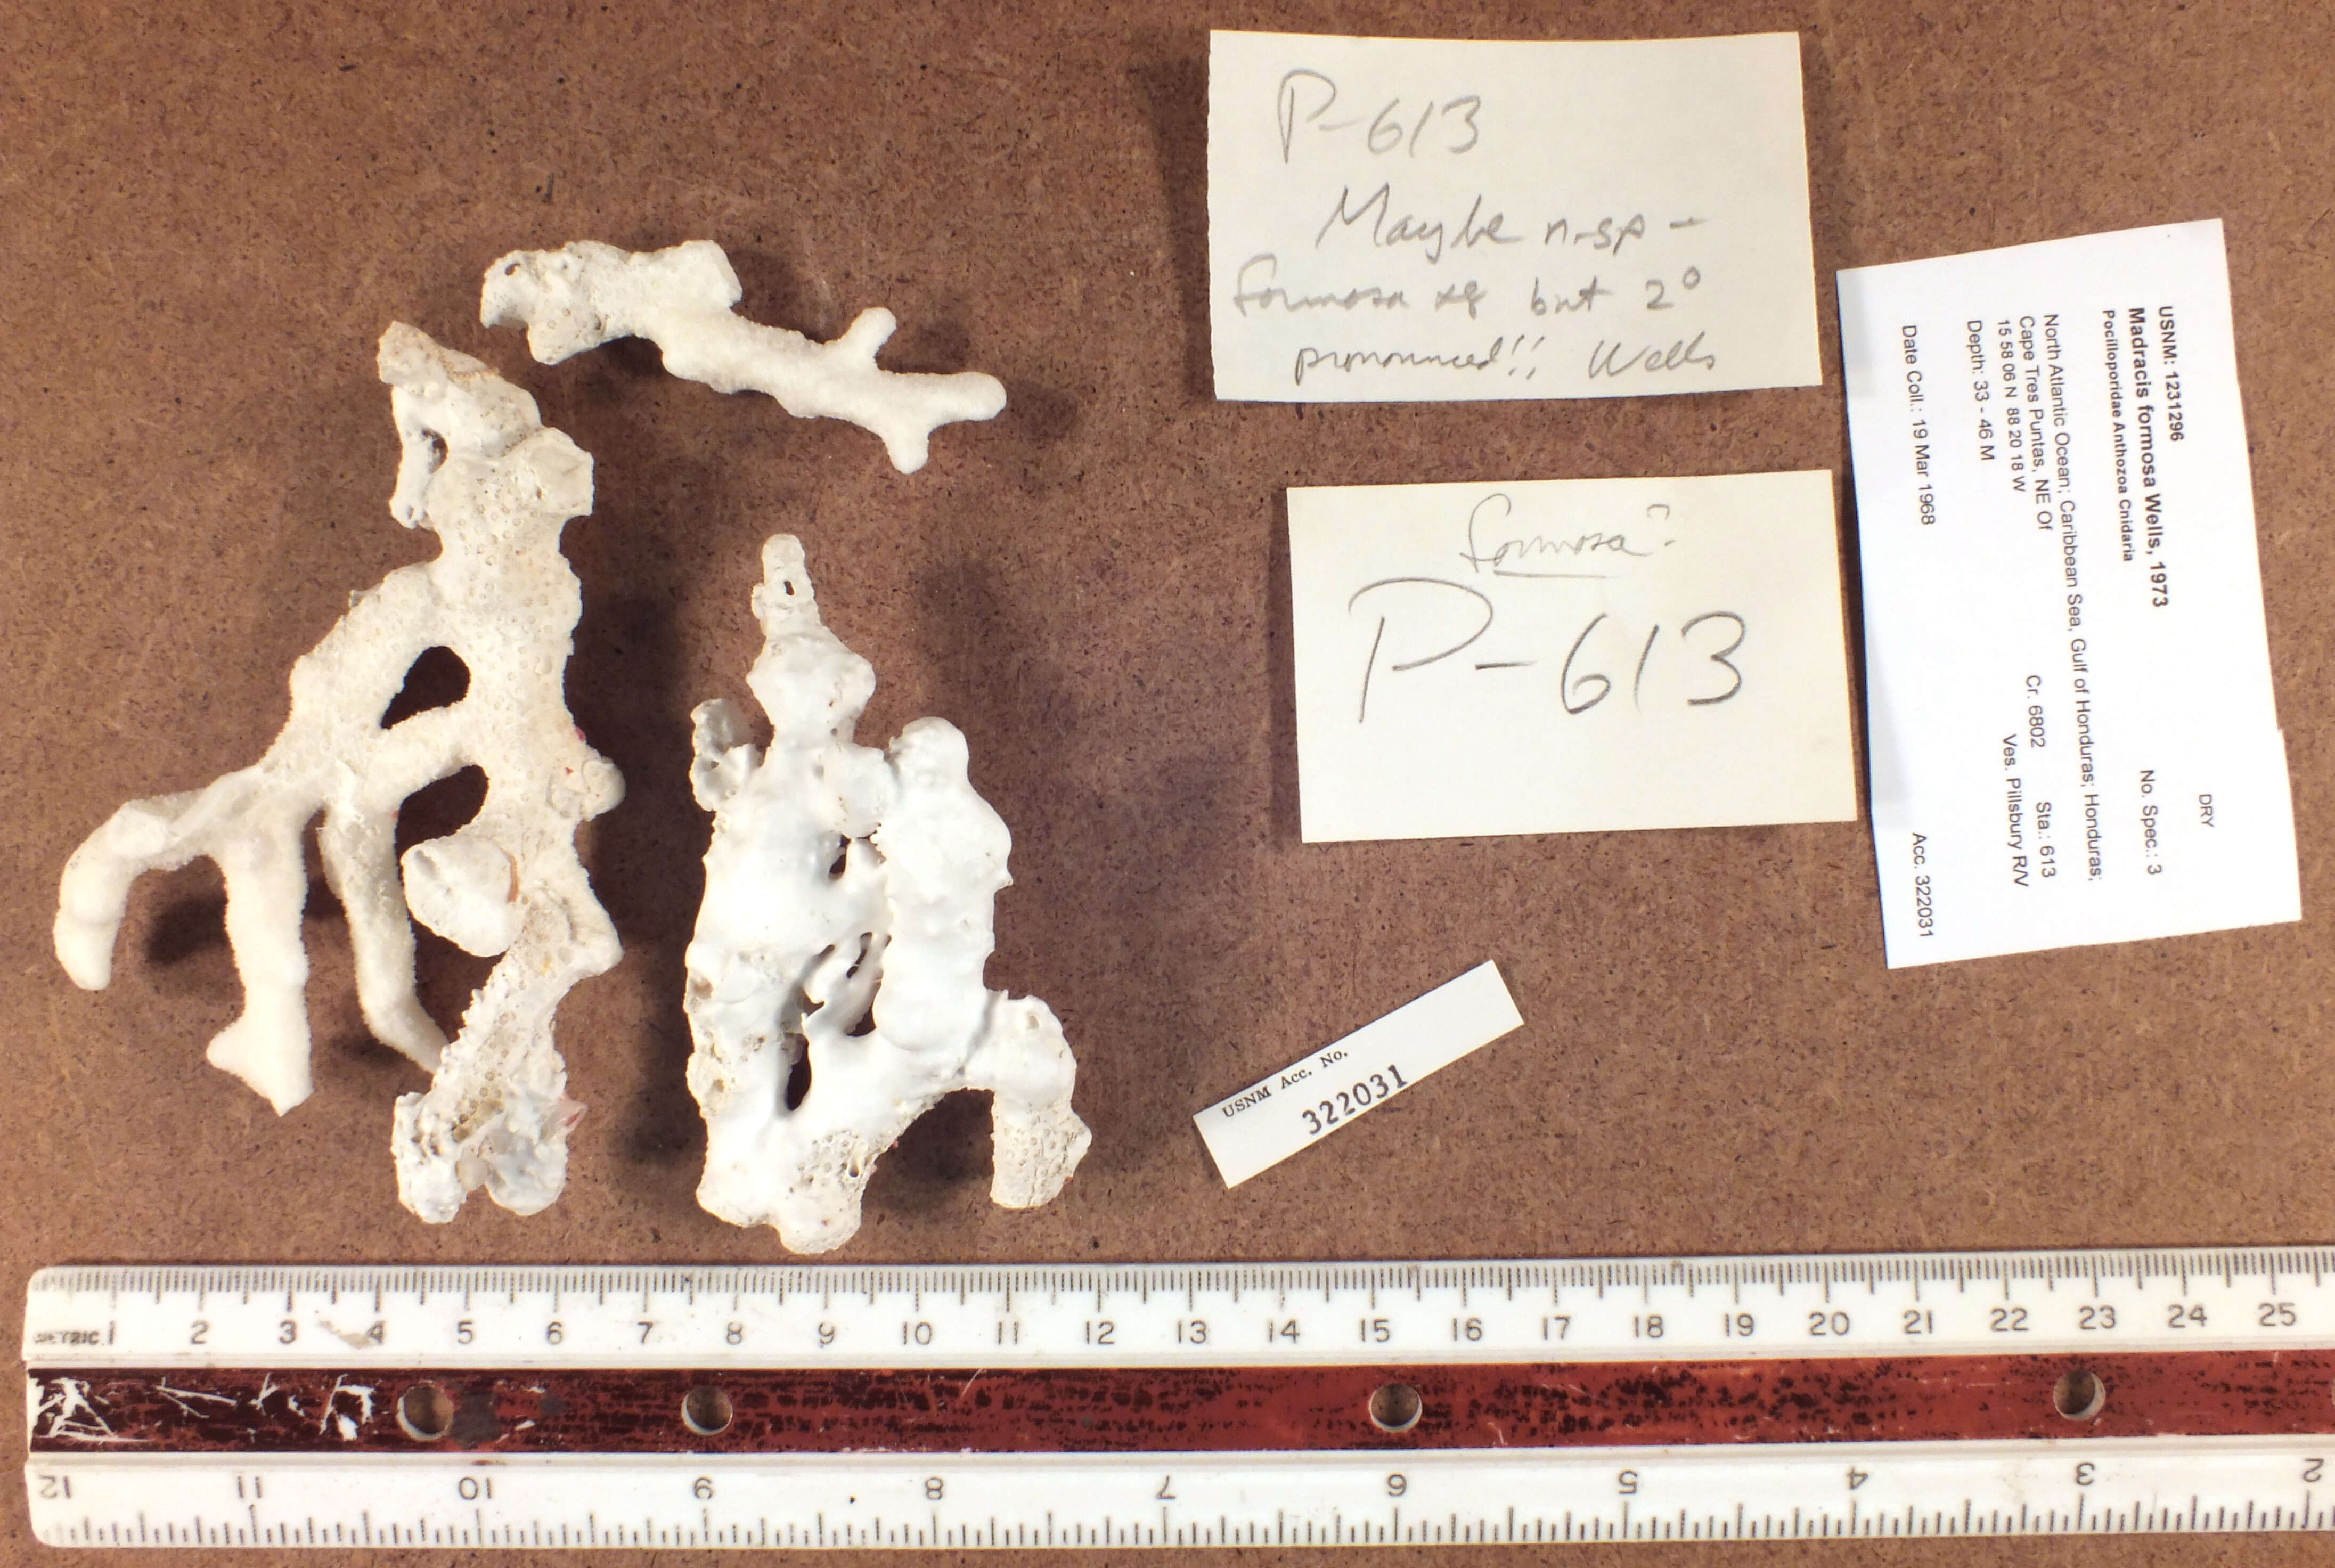 P-613
Maybe n.sp -
formosa but 2°
pronounced!! Wells
formosa?
P-613
USNM: 1231296 DRY
Madracis formosa Wells, 1973 No. Spec.: 3
Pocilloporidae Anthozoa Cnidaria
North Atlantic Ocean; Caribbean Sea, Gulf of Honduras; Honduras;
Cape Tres Puntas, NE Of
15 58 06 N 88 20 18 W Cr. 6802 Sta.: 613
Depth: 33 - 46 M Ves. Pillsbury R/V
Date Coll.: 19 Mar 1968 Acc. 322031
USNM Acc. No.
322031
METRIC 1 2 3 4 5 6 7 8 9 10 11 12 13 14 15 16 17 18 19 20 21 22 23 24 25
12 11 10 9 8 7 6 5 4 3 2